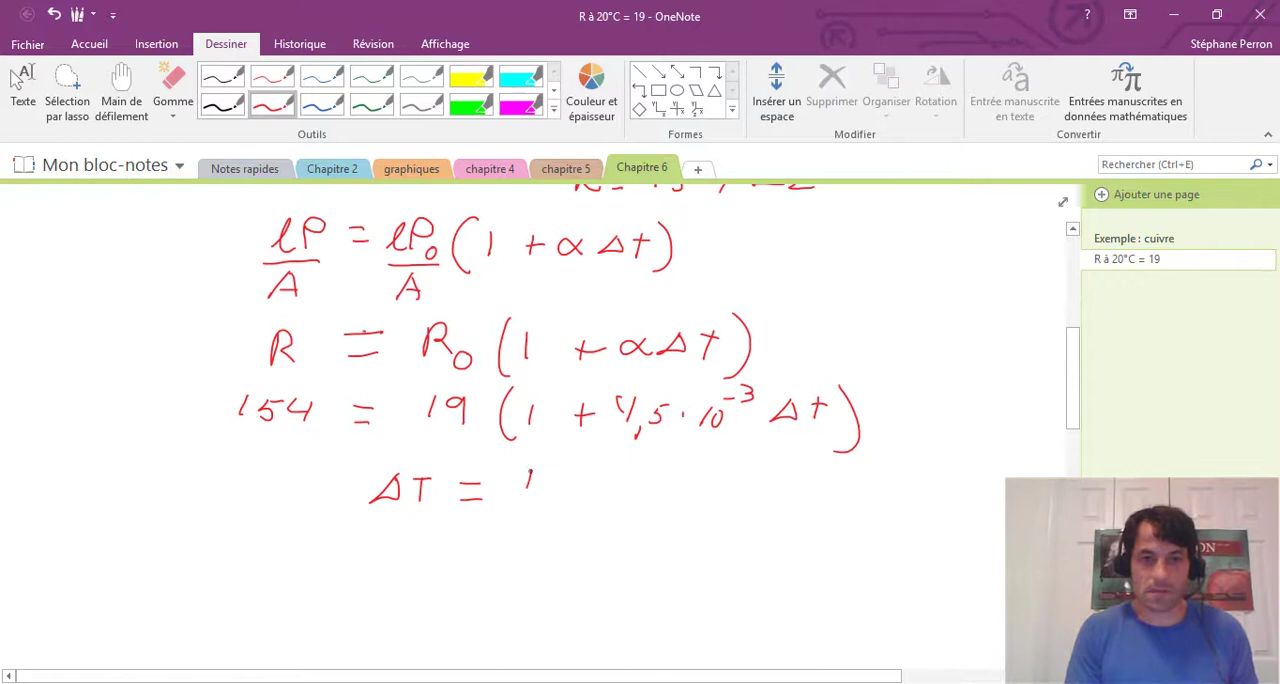 R à 20°C = 19 - OneNote
Fichier Accueil Insertion Dessiner Historique Révision Affichage Stéphane Perron
Texte Sélection par lasso Main de défilement Gomme Couleur et épaisseur Insérer un espace Supprimer Organiser Rotation Entrée manuscrite en texte Entrées manuscrites en données mathématiques
Outils Formes Modifier Convertir
Mon bloc-notes Notes rapides Chapitre 2 graphiques chapitre 4 chapitre 5 Chapitre 6 Rechercher (Ctrl+E)
Ajouter une page
Exemple : cuivre
R à 20°C = 19
lρ/A = lρ₀/A (1 + α Δt)
R = R₀ (1 + αΔt)
154 = 19 (1 + 4,5·10⁻³ Δt)
ΔT = 1